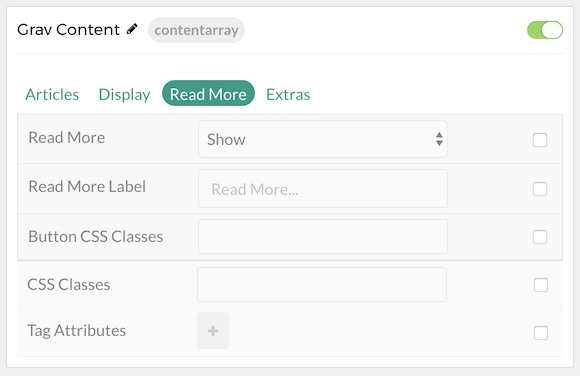 Grav Content contentarray
Articles Display Read More Extras
Read More Show
Read More Label Read More...
Button CSS Classes
CSS Classes
Tag Attributes +